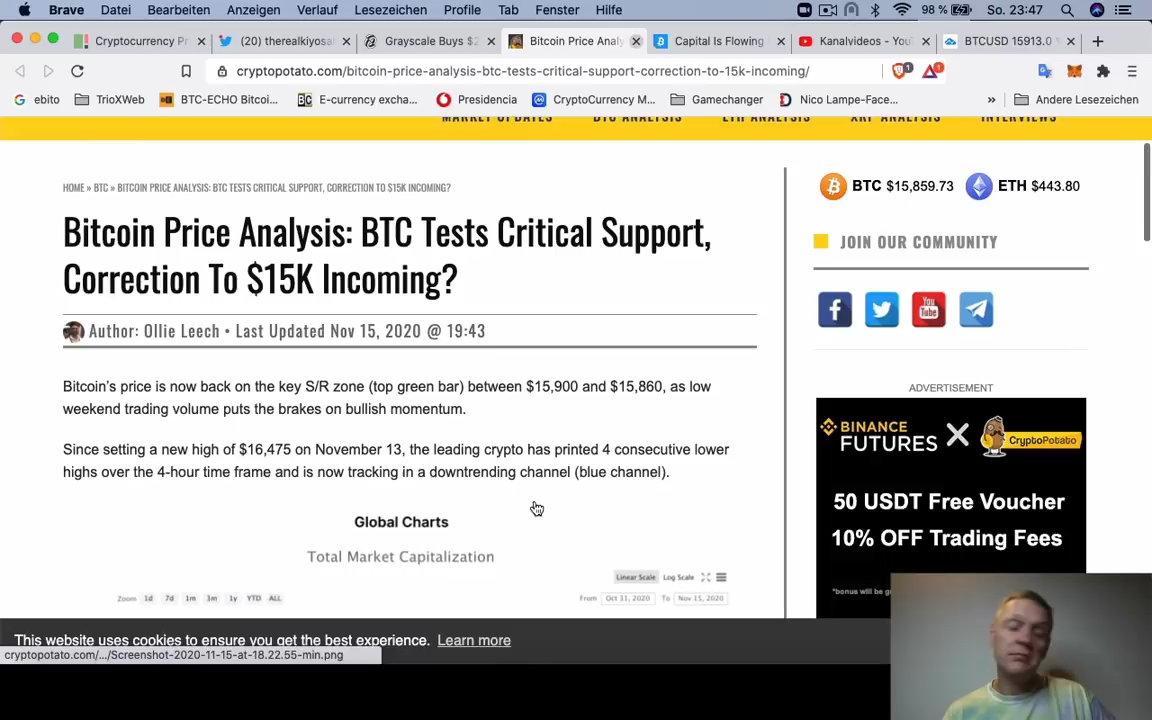 Brave Datei Bearbeiten Anzeigen Verlauf Lesezeichen Profile Tab Fenster Hilfe 98 % So. 23:47
Cryptocurrency Pr (20) therealkiyosa Grayscale Buys $2 Bitcoin Price Analy Capital Is Flowing Kanalvideos - You BTCUSD 15913.0
cryptopotato.com/bitcoin-price-analysis-btc-tests-critical-support-correction-to-15k-incoming/ 1 1
ebito TrioXWeb BTC-ECHO Bitcoi... E-currency excha... Presidencia CryptoCurrency M... Gamechanger Nico Lampe-Face... » Andere Lesezeichen
MARKET UPDATES BTC ANALYSIS ETH ANALYSIS XRP ANALYSIS INTERVIEWS
HOME » BTC » BITCOIN PRICE ANALYSIS: BTC TESTS CRITICAL SUPPORT, CORRECTION TO $15K INCOMING?
Bitcoin Price Analysis: BTC Tests Critical Support,
Correction To $15K Incoming?
Author: Ollie Leech • Last Updated Nov 15, 2020 @ 19:43
Bitcoin's price is now back on the key S/R zone (top green bar) between $15,900 and $15,860, as low
weekend trading volume puts the brakes on bullish momentum.
Since setting a new high of $16,475 on November 13, the leading crypto has printed 4 consecutive lower
highs over the 4-hour time frame and is now tracking in a downtrending channel (blue channel).
Global Charts
Total Market Capitalization
Linear Scale Log Scale
Zoom 1d 7d 1m 3m 1y YTD ALL From Oct 31, 2020 To Nov 15, 2020
BTC $15,859.73 ETH $443.80
JOIN OUR COMMUNITY
You
Tube
ADVERTISEMENT
BINANCE
FUTURES
CryptoPotato
50 USDT Free Voucher
10% OFF Trading Fees
*bonus will be
This website uses cookies to ensure you get the best experience. Learn more
cryptopotato.com/.../Screenshot-2020-11-15-at-18.22.55-min.png